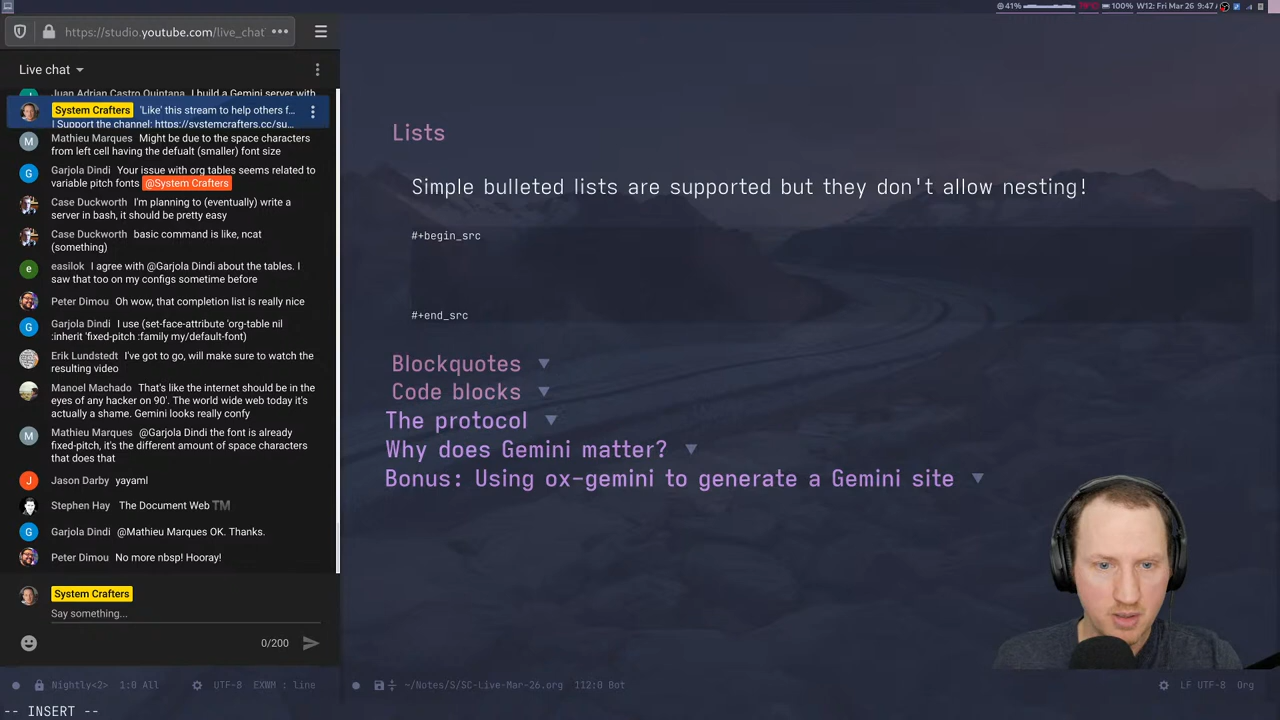 41%
100%
W12: Fri Mar 26 9:47
https://studio.youtube.com/live_chat
Live chat
Juan Adrian Castro Quintana I build a Gemini server with
System Crafters 'Like' this stream to help others f...
| Support the channel: https://systemcrafters.cc/su...
Mathieu Marques Might be due to the space characters
from left cell having the defualt (smaller) font size
Garjola Dindi Your issue with org tables seems related to
variable pitch fonts @System Crafters
Case Duckworth I'm planning to (eventually) write a
server in bash, it should be pretty easy
Case Duckworth basic command is like, ncat
(something)
easilok I agree with @Garjola Dindi about the tables. I
saw that too on my configs sometime before
Peter Dimou Oh wow, that completion list is really nice
Garjola Dindi I use (set-face-attribute 'org-table nil
:inherit 'fixed-pitch :family my/default-font)
Erik Lundstedt I've got to go, will make sure to watch the
resulting video
Manoel Machado That's like the internet should be in the
eyes of any hacker on 90'. The world wide web today it's
actually a shame. Gemini looks really confy
Mathieu Marques @Garjola Dindi the font is already
fixed-pitch, it's the different amount of space characters
that does that
Jason Darby yayaml
Stephen Hay The Document Web ™️
Garjola Dindi @Mathieu Marques OK. Thanks.
Peter Dimou No more nbsp! Hooray!
System Crafters
Say something...
0/200
Nightly<2> 1:0 All
UTF-8 EXWM : line
-- INSERT --
Lists
Simple bulleted lists are supported but they don't allow nesting!
#+begin_src
#+end_src
Blockquotes ▼
Code blocks ▼
The protocol ▼
Why does Gemini matter? ▼
Bonus: Using ox-gemini to generate a Gemini site ▼
~/Notes/S/SC-Live-Mar-26.org 112:0 Bot
LF UTF-8 Org